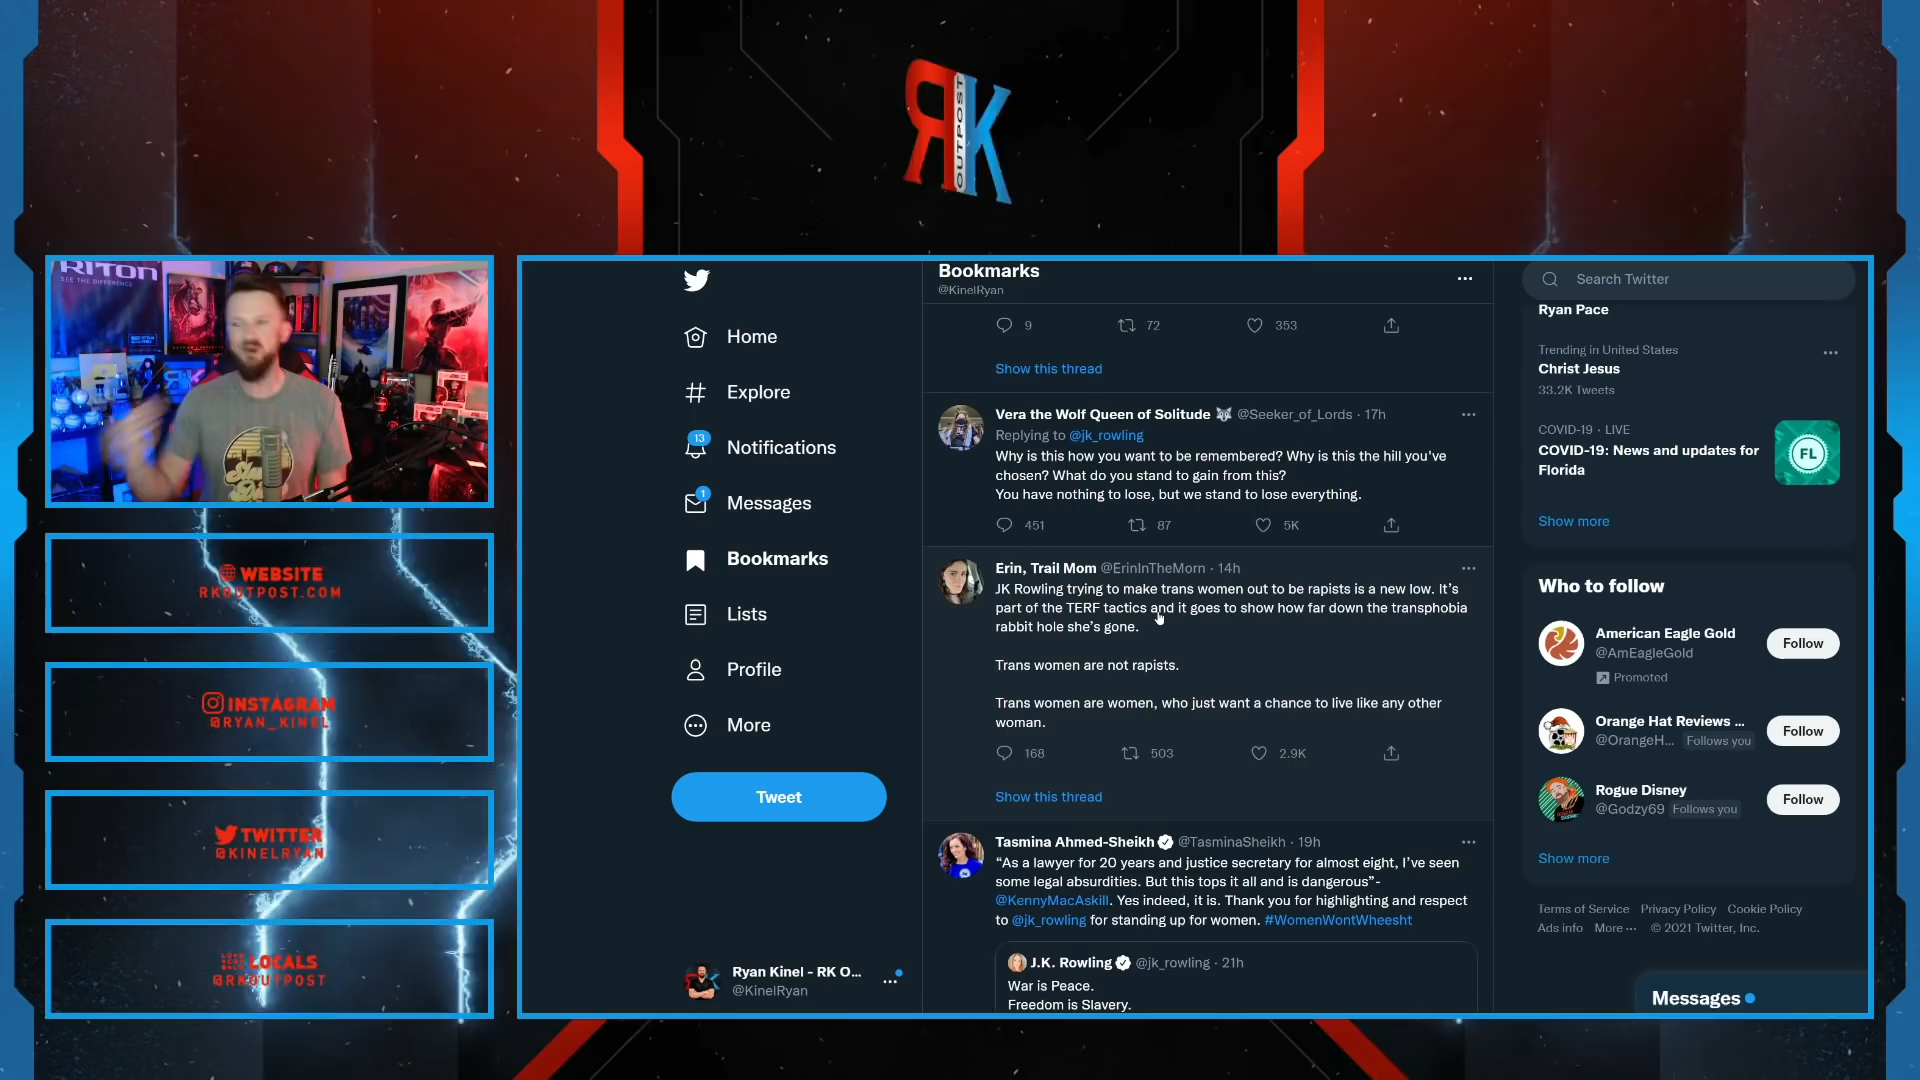 RK
OUTPOST
RITON
SEE THE DIFFERENCE
WEBSITE
RKOUTPOST.COM
INSTAGRAM
@RYAN_KINEL
TWITTER
@KINELRYAN
LOCALS
@RKOUTPOST
Home
Explore
13
Notifications
1
Messages
Bookmarks
Lists
Profile
More
Tweet
Ryan Kinel - RK O...
@KinelRyan
Bookmarks
@KinelRyan
9 72 353
Show this thread
Vera the Wolf Queen of Solitude @Seeker_of_Lords · 17h
Replying to @jk_rowling
Why is this how you want to be remembered? Why is this the hill you've
chosen? What do you stand to gain from this?
You have nothing to lose, but we stand to lose everything.
451 87 5K
Erin, Trail Mom @ErinInTheMorn · 14h
JK Rowling trying to make trans women out to be rapists is a new low. It's
part of the TERF tactics and it goes to show how far down the transphobia
rabbit hole she's gone.
Trans women are not rapists.
Trans women are women, who just want a chance to live like any other
woman.
168 503 2.9K
Show this thread
Tasmina Ahmed-Sheikh @TasminaSheikh · 19h
“As a lawyer for 20 years and justice secretary for almost eight, I've seen
some legal absurdities. But this tops it all and is dangerous”-
@KennyMacAskill. Yes indeed, it is. Thank you for highlighting and respect
to @jk_rowling for standing up for women. #WomenWontWheesht
J.K. Rowling @jk_rowling · 21h
War is Peace.
Freedom is Slavery.
Search Twitter
Ryan Pace
Trending in United States
Christ Jesus
33.2K Tweets
COVID-19 · LIVE
COVID-19: News and updates for
Florida
FL
Show more
Who to follow
American Eagle Gold
@AmEagleGold
Follow
Promoted
Orange Hat Reviews ...
@OrangeH... Follows you
Follow
Rogue Disney
@Godzy69 Follows you
Follow
Show more
Terms of Service Privacy Policy Cookie Policy
Ads info More ··· © 2021 Twitter, Inc.
Messages